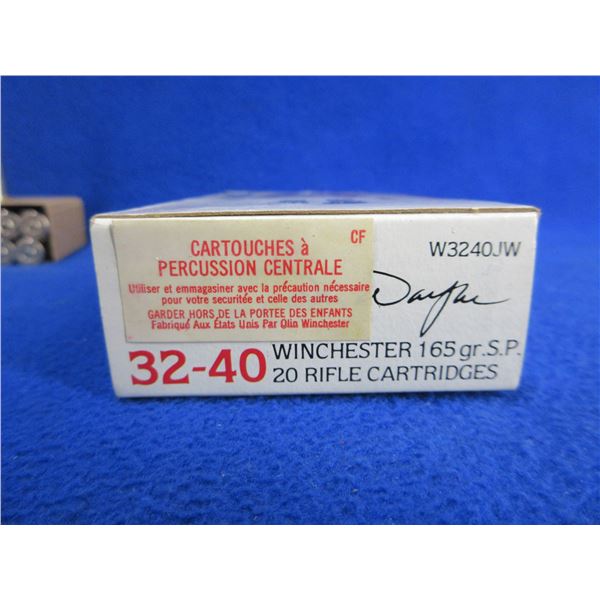 CARTOUCHES à CF
PERCUSSION CENTRALE
Utiliser et emmagasiner avec la précaution nécessaire
pour votre securitée et celle des autres
GARDER HORS DE LA PORTEE DES ENFANTS
Fabriqué Aux États Unis Par Olin Winchester
W3240JW
32-40 WINCHESTER 165 gr. S.P.
20 RIFLE CARTRIDGES